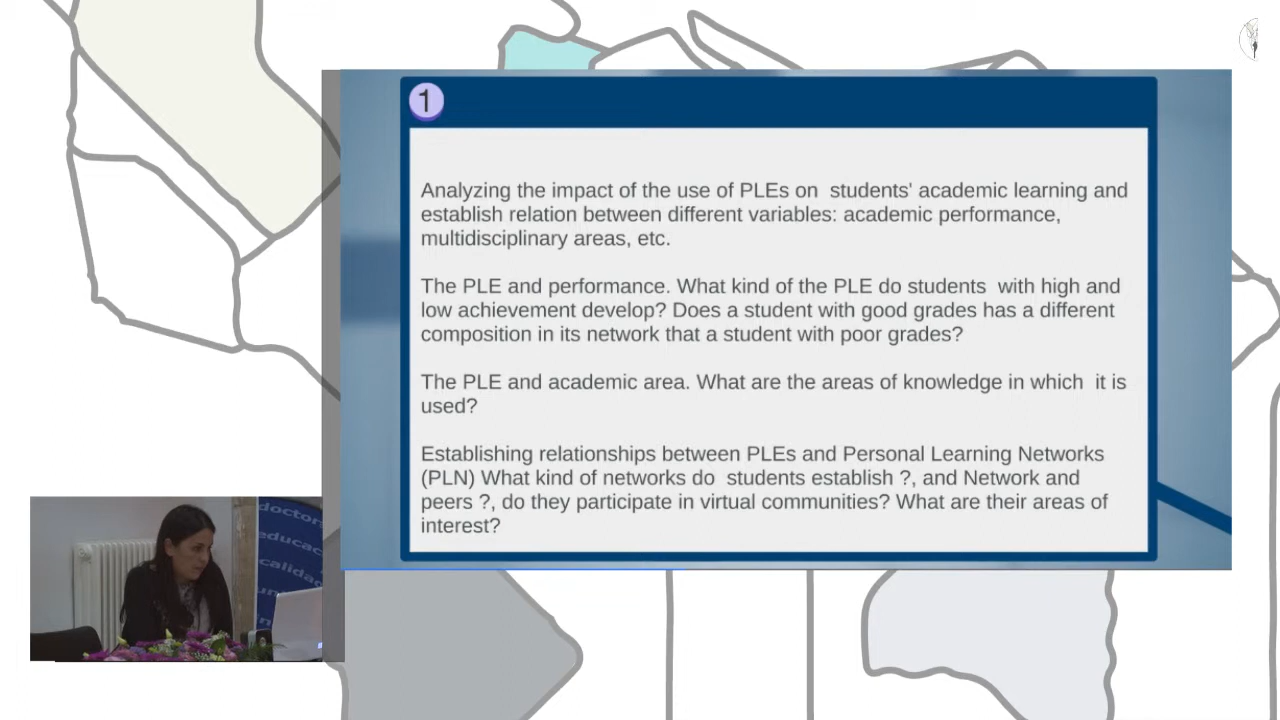 1
Analyzing the impact of the use of PLEs on students' academic learning and
establish relation between different variables: academic performance,
multidisciplinary areas, etc.
The PLE and performance. What kind of the PLE do students with high and
low achievement develop? Does a student with good grades has a different
composition in its network that a student with poor grades?
The PLE and academic area. What are the areas of knowledge in which it is
used?
Establishing relationships between PLEs and Personal Learning Networks
(PLN) What kind of networks do students establish ?, and Network and
peers ?, do they participate in virtual communities? What are their areas of
interest?
doctor
educac
calidad